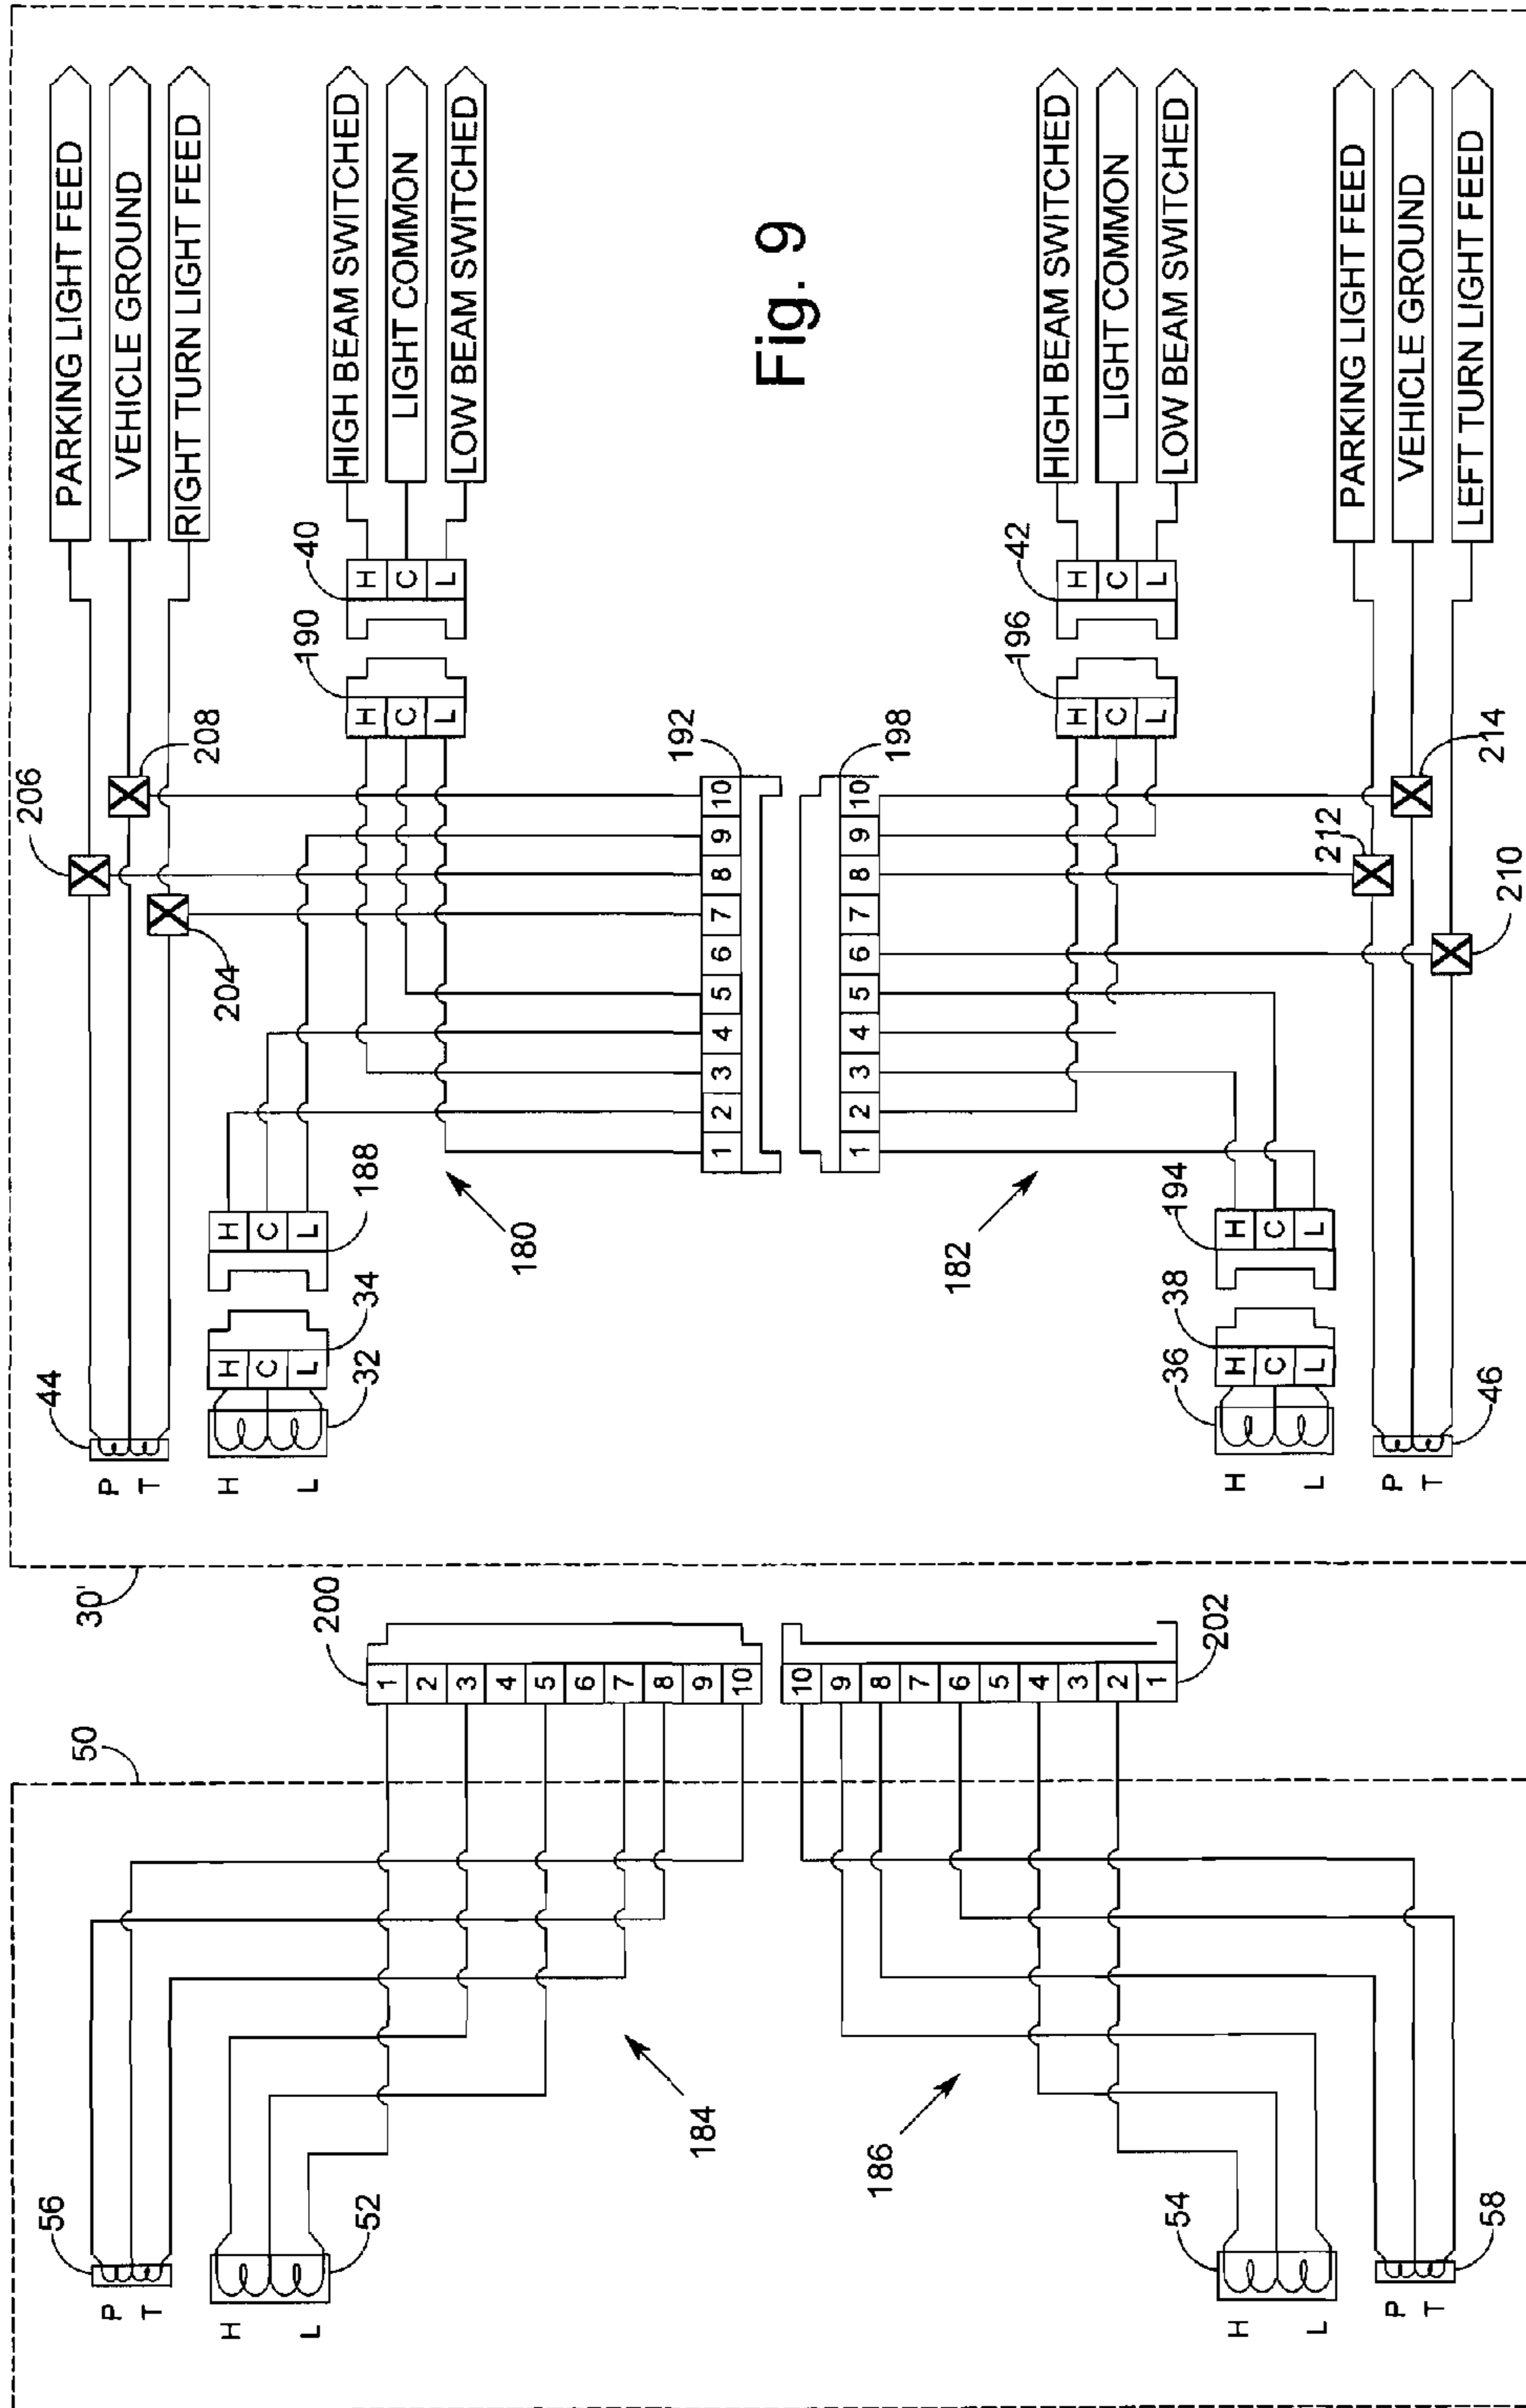 PARKING LIGHT FEED
VEHICLE GROUND
RIGHT TURN LIGHT FEED
206
208
204
44
P
T
HIGH BEAM SWITCHED
LIGHT COMMON
LOW BEAM SWITCHED
40
H
C
L
190
H
C
L
188
H
C
L
34
H
C
L
32
H
L
180
192
1 2 3 4 5 6 7 8 9 10
Fig. 9
198
1 2 3 4 5 6 7 8 9 10
182
HIGH BEAM SWITCHED
LIGHT COMMON
LOW BEAM SWITCHED
42
H
C
L
196
H
C
L
194
H
C
L
38
H
C
L
36
H
L
PARKING LIGHT FEED
VEHICLE GROUND
LEFT TURN LIGHT FEED
212
214
210
46
P
T
30'
200
1 2 3 4 5 6 7 8 9 10
202
10 9 8 7 6 5 4 3 2 1
50
56
P
T
52
H
L
184
186
54
H
L
58
P
T